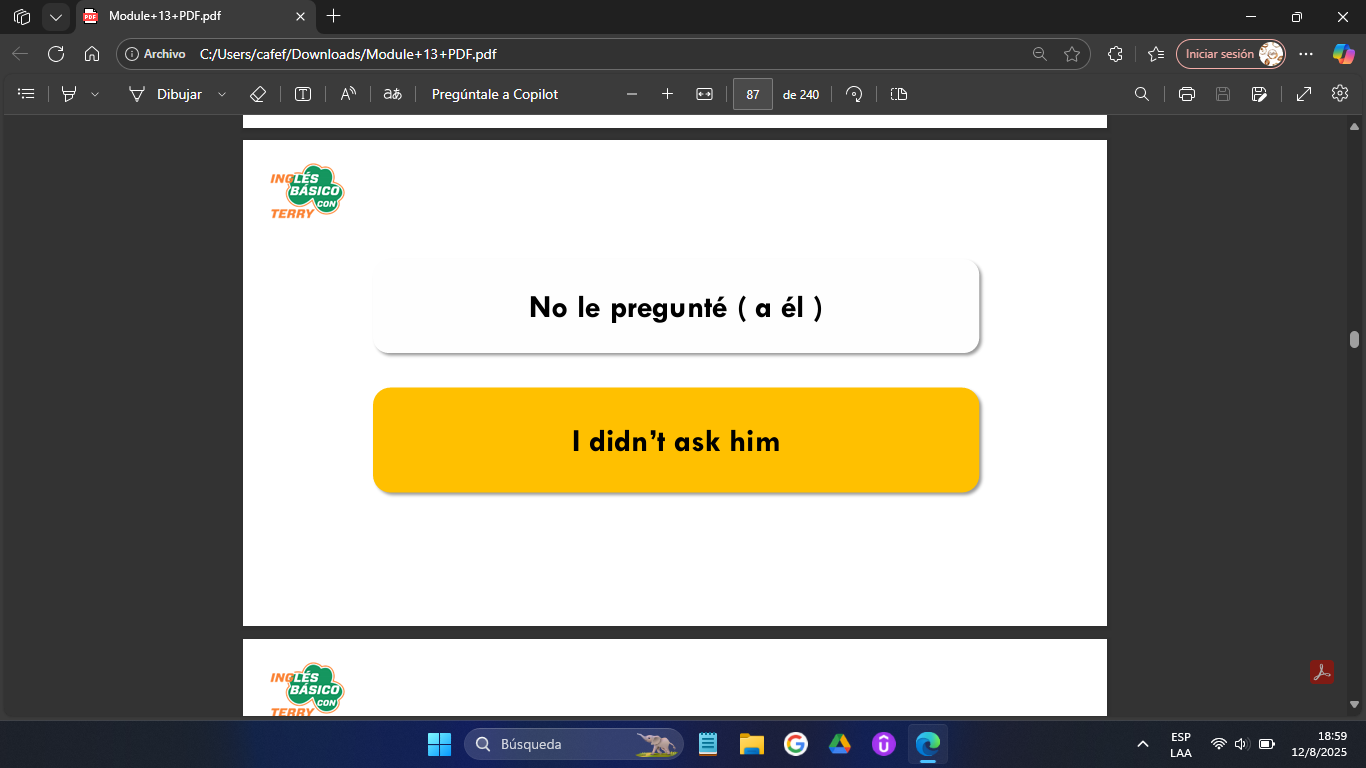 Module+13+PDF.pdf
Archivo C:/Users/cafef/Downloads/Module+13+PDF.pdf
Iniciar sesión
Dibujar
Pregúntale a Copilot
87 de 240
INGLÉS
BÁSICO
CON
TERRY
No le pregunté ( a él )
I didn't ask him
INGLÉS
BÁSICO
CON
TERRY
Búsqueda
ESP
LAA
18:59
12/8/2025